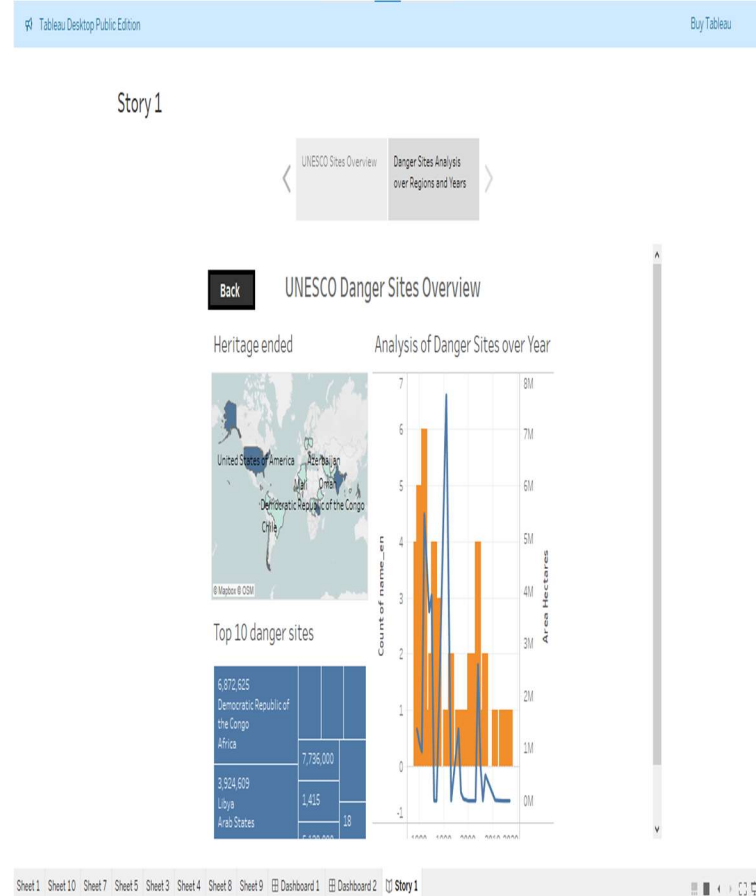 Tableau Desktop Public Edition
Buy Tableau
Story 1
UNESCO Sites Overview
Danger Sites Analysis
over Regions and Years
Back
UNESCO Danger Sites Overview
Heritage ended
United States of America
Azerbaijan
Mali
Oman
Democratic Republic of the Congo
Chile
© Mapbox © OSM
Top 10 danger sites
6,872,625
Democratic Republic of
the Congo
Africa
3,924,609
Libya
Arab States
7,736,000
1,415
18
Analysis of Danger Sites over Year
7
6
5
4
3
2
1
0
-1
Count of name_en
8M
7M
6M
5M
4M
3M
2M
1M
0M
Area Hectares
Sheet 1 Sheet 10 Sheet 7 Sheet 5 Sheet 3 Sheet 4 Sheet 8 Sheet 9 Dashboard 1 Dashboard 2 Story 1